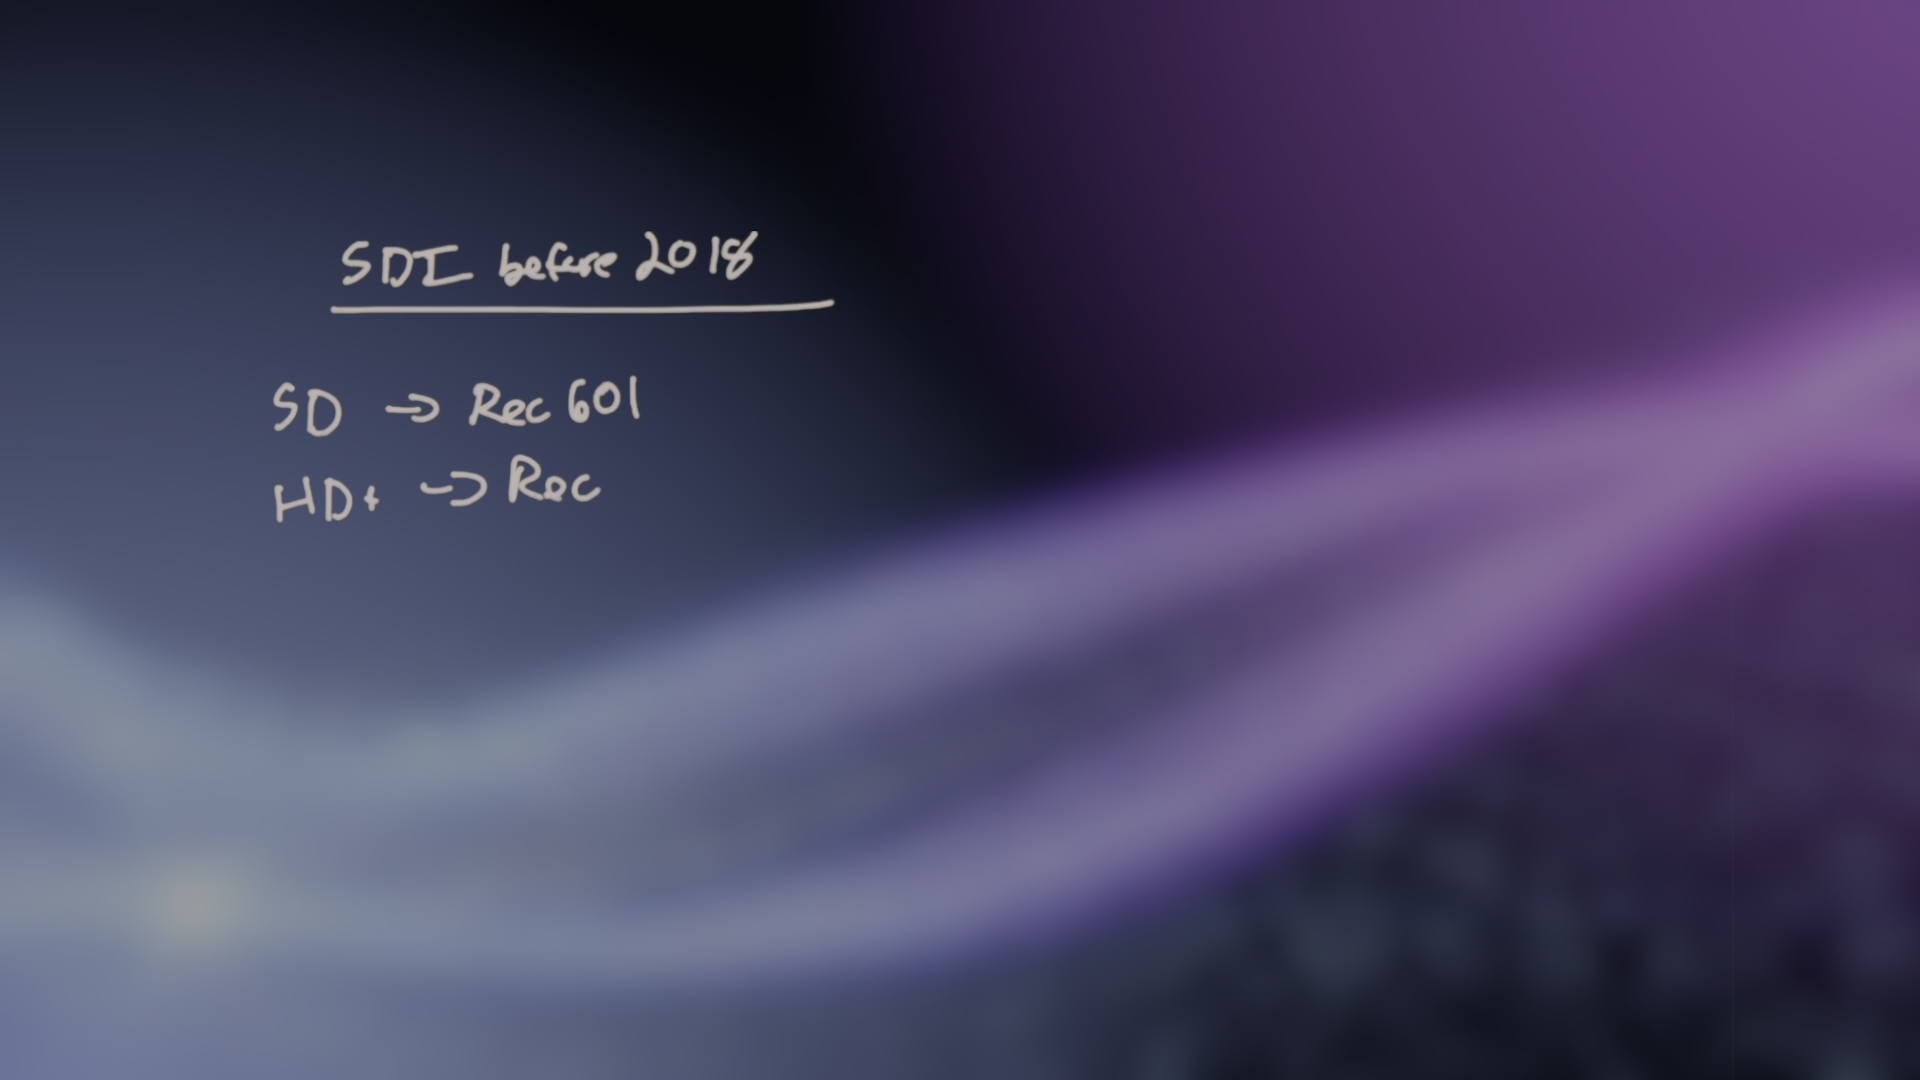 SDI before 2018
SD → Rec 601
HD+ → Rec